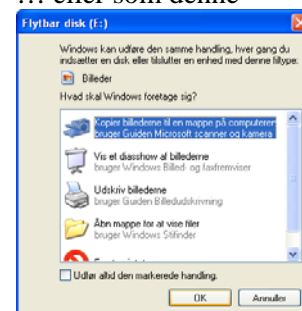 … eller som denne
Flytbar disk (F:)
Windows kan udføre den samme handling, hver gang du
indsætter en disk eller tilslutter en enhed med denne filtype:
Billeder
Hvad skal Windows foretage sig?
Kopier billederne til en mappe på computeren
bruger Guiden Microsoft scanner og kamera
Vis et diasshow af billederne
bruger Windows Billed- og faxfremviser
Udskriv billederne
bruger Guiden Billedudskrivning
Åbn mappe for at vise filer
bruger Windows Stifinder
Udfør altid den markerede handling.
OK
Annuller